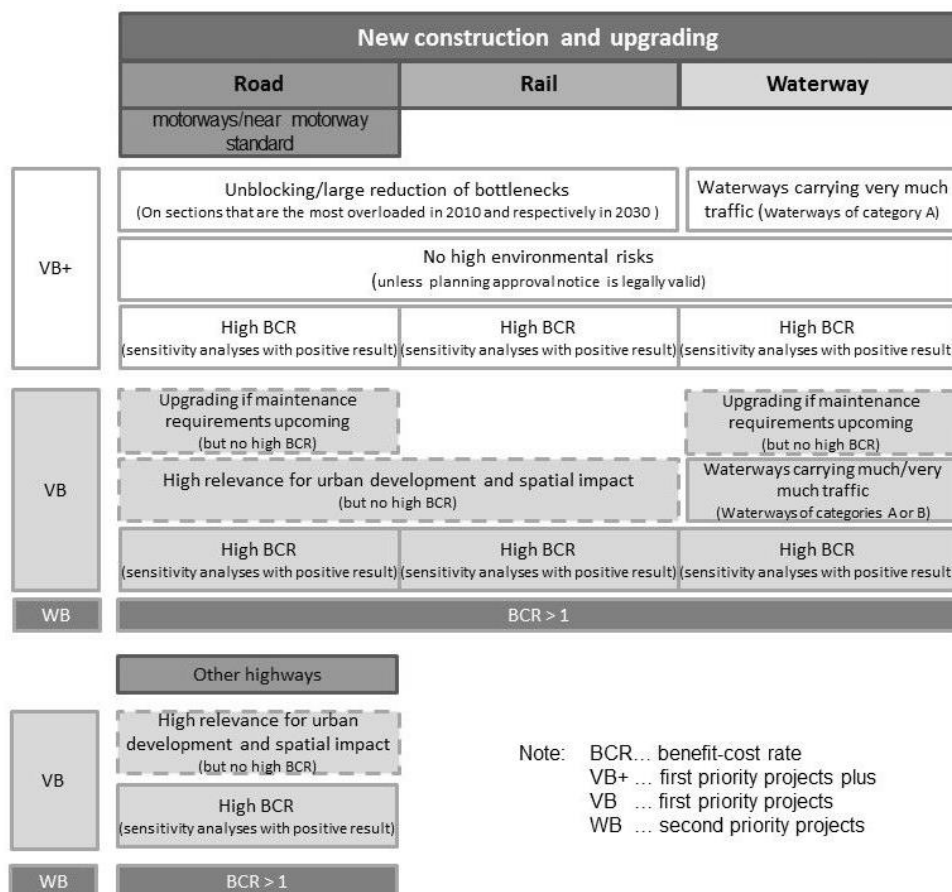 New construction and upgrading
Road
Rail
Waterway
motorways/near motorway
standard
VB+
Unblocking/large reduction of bottlenecks
(On sections that are the most overloaded in 2010 and respectively in 2030 )
Waterways carrying very much
traffic (waterways of category A)
No high environmental risks
(unless planning approval notice is legally valid)
High BCR
(sensitivity analyses with positive result)
High BCR
(sensitivity analyses with positive result)
High BCR
(sensitivity analyses with positive result)
VB
Upgrading if maintenance
requirements upcoming
(but no high BCR)
Upgrading if maintenance
requirements upcoming
(but no high BCR)
High relevance for urban development and spatial impact
(but no high BCR)
Waterways carrying much/very
much traffic
(Waterways of categories A or B)
High BCR
(sensitivity analyses with positive result)
High BCR
(sensitivity analyses with positive result)
High BCR
(sensitivity analyses with positive result)
WB
BCR > 1
Other highways
VB
High relevance for urban
development and spatial impact
(but no high BCR)
High BCR
(sensitivity analyses with positive result)
WB
BCR > 1
Note: BCR... benefit-cost rate
VB+ ... first priority projects plus
VB ... first priority projects
WB ... second priority projects